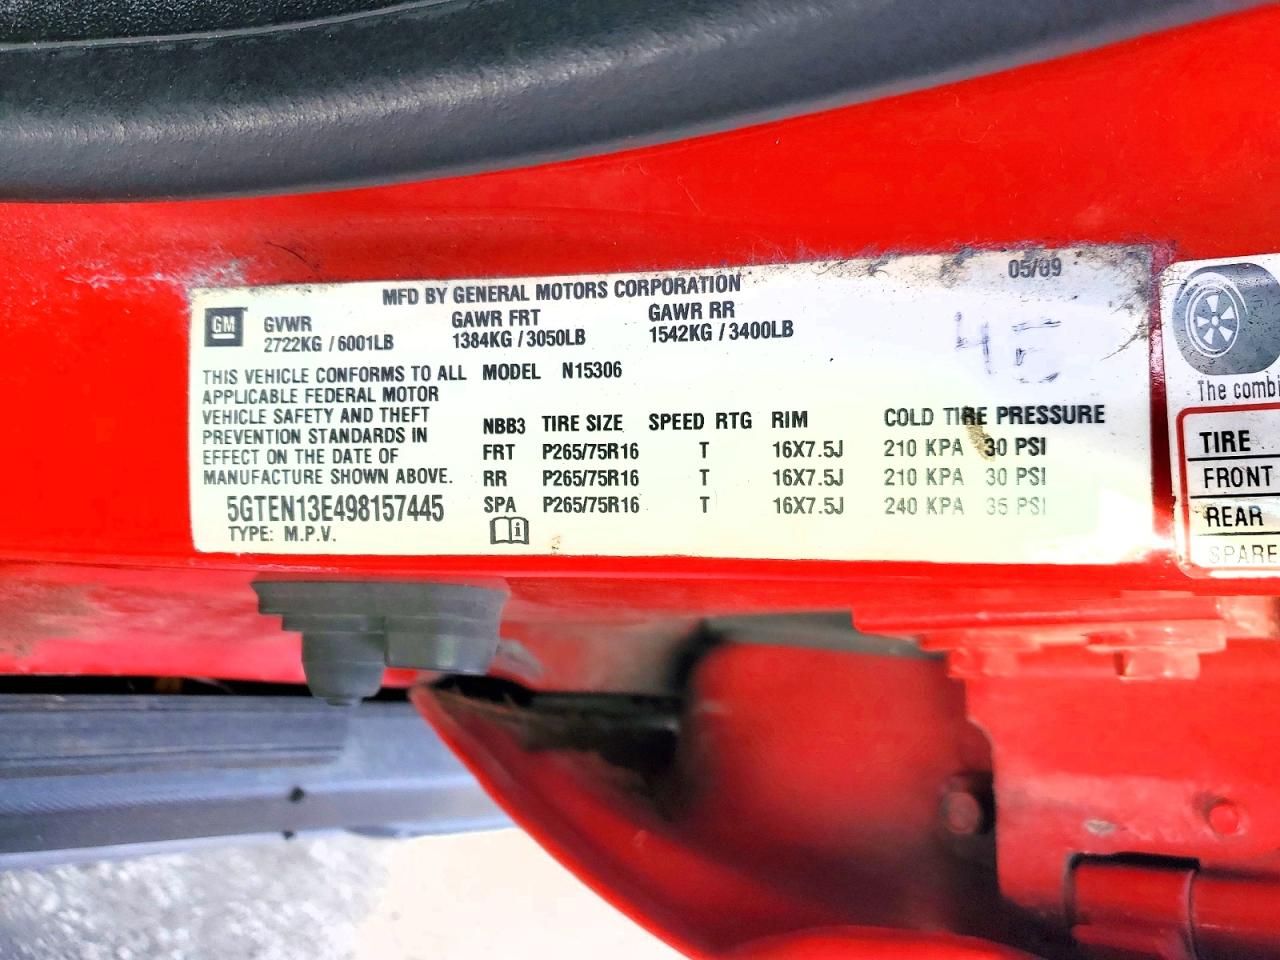 05/09
MFD BY GENERAL MOTORS CORPORATION
GM
GVWR GAWR FRT GAWR RR
2722KG / 6001LB 1384KG / 3050LB 1542KG / 3400LB
4E
THIS VEHICLE CONFORMS TO ALL
APPLICABLE FEDERAL MOTOR
VEHICLE SAFETY AND THEFT
PREVENTION STANDARDS IN
EFFECT ON THE DATE OF
MANUFACTURE SHOWN ABOVE.
5GTEN13E498157445
TYPE: M.P.V.
MODEL N15306
NBB3 TIRE SIZE SPEED RTG RIM COLD TIRE PRESSURE
FRT P265/75R16 T 16X7.5J 210 KPA 30 PSI
RR P265/75R16 T 16X7.5J 210 KPA 30 PSI
SPA P265/75R16 T 16X7.5J 240 KPA 35 PSI
i
The combi
TIRE
FRONT
REAR
SPARE